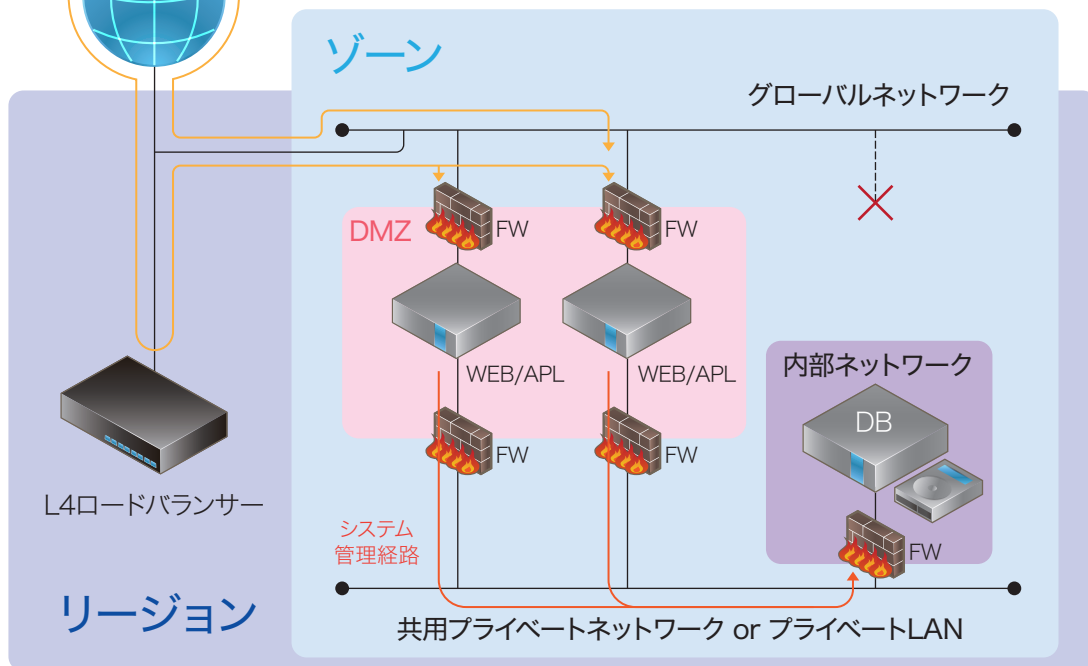 ゾーン
グローバルネットワーク
DMZ
FW
FW
WEB/APL
WEB/APL
内部ネットワーク
DB
FW
FW
L4ロードバランサー
システム
管理経路
FW
リージョン
共用プライベートネットワーク or プライベートLAN